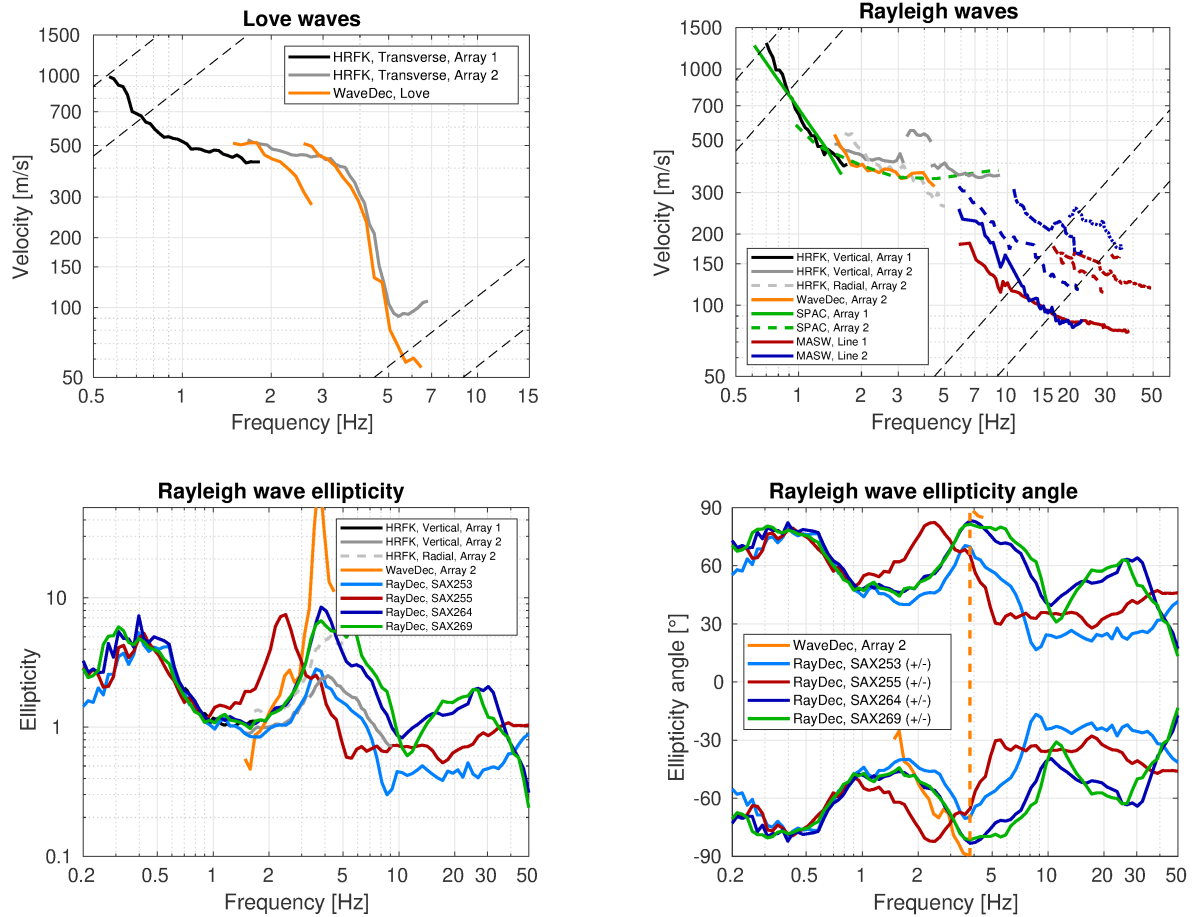 Love waves
1500
1000
700
500
400
300
200
150
100
50
0.5 1 2 3 5 7 10 15
Velocity [m/s]
Frequency [Hz]
HRFK, Transverse, Array 1
HRFK, Transverse, Array 2
WaveDec, Love
Rayleigh waves
1500
1000
700
500
400
300
200
150
100
50
0.5 1 2 3 5 7 10 15 20 30 50
Velocity [m/s]
Frequency [Hz]
HRFK, Vertical, Array 1
HRFK, Vertical, Array 2
HRFK, Radial, Array 2
WaveDec, Array 2
SPAC, Array 1
SPAC, Array 2
MASW, Line 1
MASW, Line 2
Rayleigh wave ellipticity
10
1
0.1
0.2 0.5 1 2 5 10 20 30 50
Ellipticity
Frequency [Hz]
HRFK, Vertical, Array 1
HRFK, Vertical, Array 2
HRFK, Radial, Array 2
WaveDec, Array 2
RayDec, SAX253
RayDec, SAX255
RayDec, SAX264
RayDec, SAX269
Rayleigh wave ellipticity angle
90
60
30
0
-30
-60
-90
0.2 0.5 1 2 5 10 20 30 50
Ellipticity angle [°]
Frequency [Hz]
WaveDec, Array 2
RayDec, SAX253 (+/-)
RayDec, SAX255 (+/-)
RayDec, SAX264 (+/-)
RayDec, SAX269 (+/-)